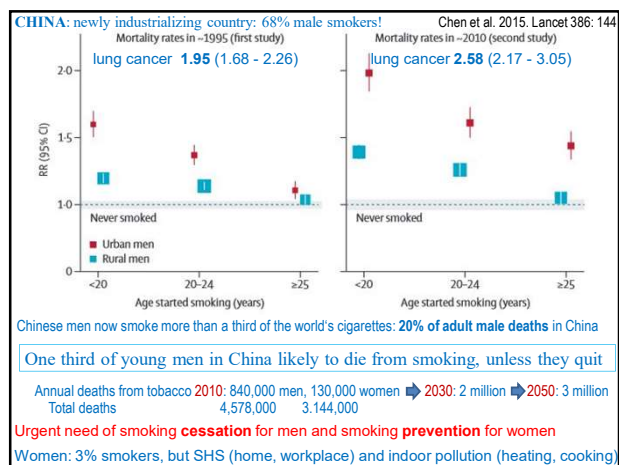 CHINA: newly industrializing country: 68% male smokers!
Chen et al. 2015. Lancet 386: 144
Mortality rates in ~1995 (first study)
lung cancer 1.95 (1.68 - 2.26)
RR (95% CI)
2·0
1·5
1·0
0
Never smoked
Urban men
Rural men
<20 20–24 ≥25
Age started smoking (years)
Mortality rates in ~2010 (second study)
lung cancer 2.58 (2.17 - 3.05)
Never smoked
<20 20–24 ≥25
Age started smoking (years)
Chinese men now smoke more than a third of the world's cigarettes: 20% of adult male deaths in China
One third of young men in China likely to die from smoking, unless they quit
Annual deaths from tobacco 2010: 840,000 men, 130,000 women 2030: 2 million 2050: 3 million
Total deaths 4,578,000 3.144,000
Urgent need of smoking cessation for men and smoking prevention for women
Women: 3% smokers, but SHS (home, workplace) and indoor pollution (heating, cooking)